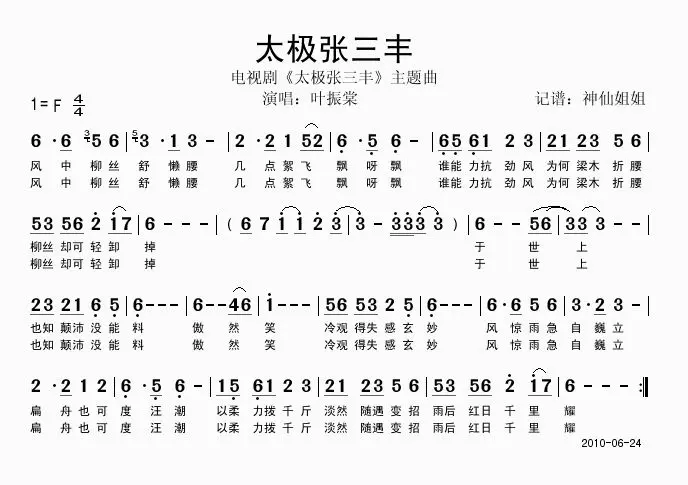 太极张三丰
电视剧《太极张三丰》主题曲
演唱：叶振棠
记谱：神仙姐姐
1= F 4/4
6 · 6 3 5 6 | 5 3 · 1 3 - | 2 · 2 1 52 | 6 · 5 6 - | 65 61 2 3 | 21 23 5 6 |
风 中 柳 丝 舒 懒 腰 几 点 絮 飞 飘 呀 飘 谁能 力抗 劲 风 为何 梁木 折 腰
风 中 柳 丝 舒 懒 腰 几 点 絮 飞 飘 呀 飘 谁能 力抗 劲 风 为何 梁木 折 腰
53 56 2 17 | 6 - - - | ( 6 7 1 1 2 3 | 3 - 333 3 ) | 6 - - 56 | 33 3 - - |
柳丝 却可 轻 卸 掉 于 世 上
柳丝 却可 轻 卸 掉 于 世 上
23 21 6 5 | 6 - - - | 6 - - 46 | 1 - - - | 56 53 2 5 | 6 - - - | 6 · 6 5 5 | 3 · 2 3 - |
也知 颠沛 没 能 料 傲 然 笑 冷观 得失 感 玄 妙 风 惊 雨 急 自 巍 立
也知 颠沛 没 能 料 傲 然 笑 冷观 得失 感 玄 妙 风 惊 雨 急 自 巍 立
2 · 2 1 2 | 6 · 5 6 - | 15 61 2 3 | 21 23 5 6 | 53 56 2 · 17 | 6 - - - :||
扁 舟 也 可 度 汪 潮 以柔 力拨 千 斤 淡然 随遇 变 招 雨后 红日 千 里 耀
扁 舟 也 可 度 汪 潮 以柔 力拨 千 斤 淡然 随遇 变 招 雨后 红日 千 里 耀
2010-06-24